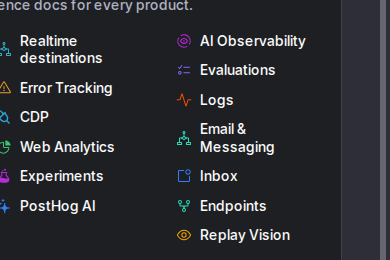 ence docs for every product.
Realtime
destinations
Error Tracking
CDP
Web Analytics
Experiments
PostHog AI
AI Observability
Evaluations
Logs
Email &
Messaging
Inbox
Endpoints
Replay Vision